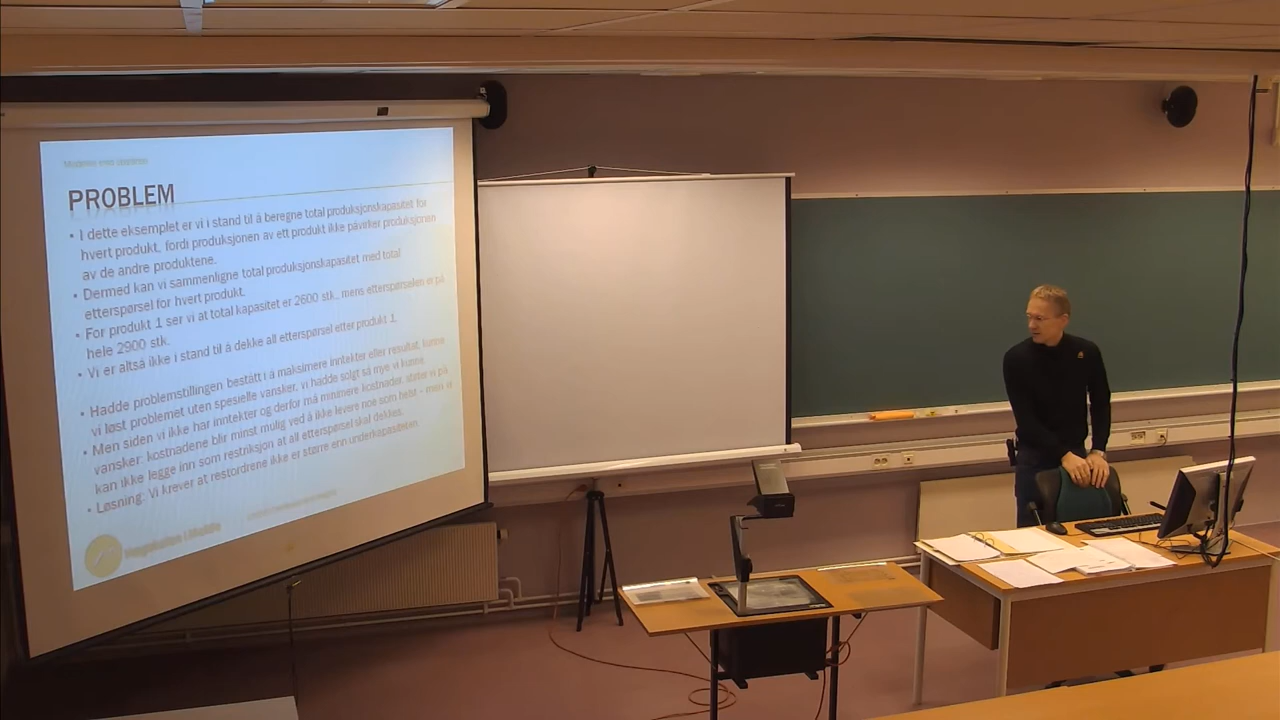 PROBLEM
• I dette eksemplet er vi i stand til å beregne total produksjonskapasitet for
hvert produkt, fordi produksjonen av ett produkt ikke påvirker produksjonen
av de andre produktene.
• Dermed kan vi sammenligne total produksjonskapasitet med total
etterspørsel for hvert produkt.
• For produkt 1 ser vi at total kapasitet er 2600 stk., mens etterspørselen er på
hele 2900 stk.
• Vi er altså ikke i stand til å dekke all etterspørsel etter produkt 1.
• Hadde problemstillingen bestått i å maksimere inntekter eller resultat, kunne
vi løst problemet uten spesielle vansker, vi hadde solgt så mye vi kunne.
• Men siden vi ikke har inntekter og derfor må minimere kostnader, støter vi på
vansker; kostnadene blir minst mulig ved å ikke levere noe som helst – men vi
kan ikke legge inn som restriksjon at all etterspørsel skal dekkes.
• Løsning: Vi krever at restordrene ikke er større enn underkapasiteten.
Høgskolen i Molde